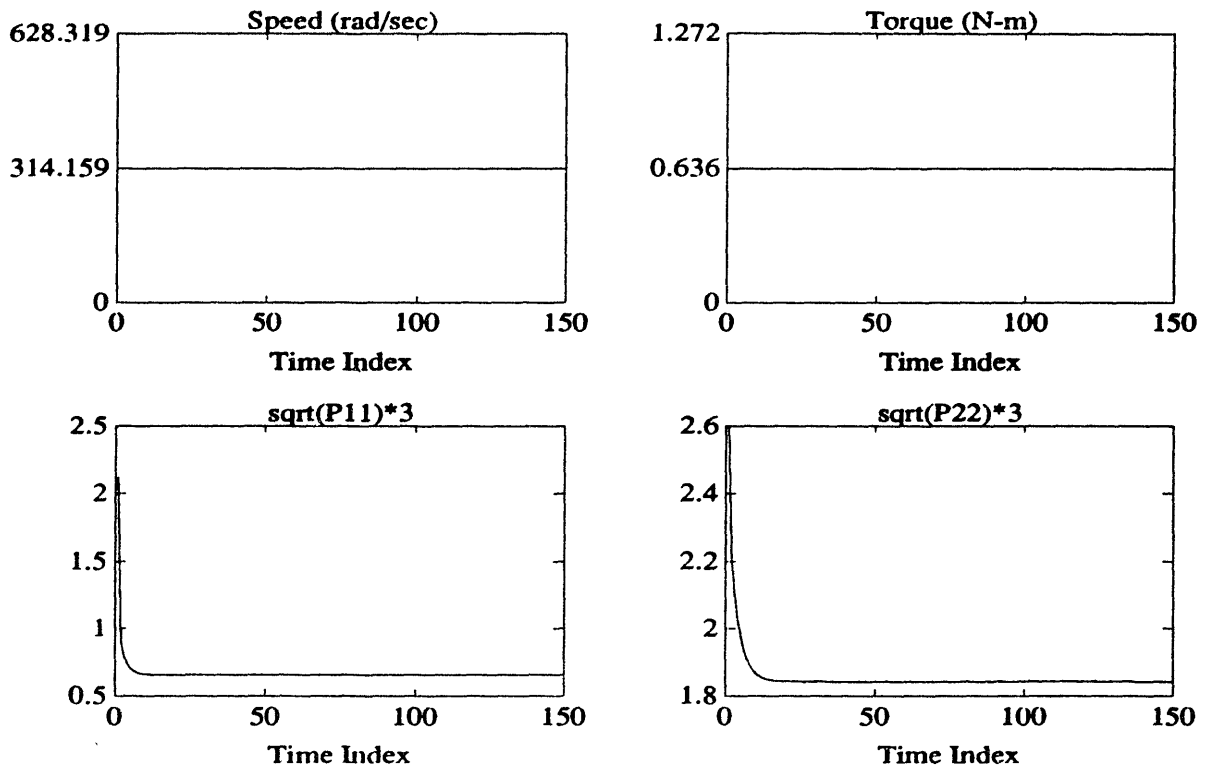 Speed (rad/sec)
628.319
314.159
0
0 50 100 150
Time Index
Torque (N-m)
1.272
0.636
0
0 50 100 150
Time Index
sqrt(P11)*3
2.5
2
1.5
1
0.5
0 50 100 150
Time Index
sqrt(P22)*3
2.6
2.4
2.2
2
1.8
0 50 100 150
Time Index